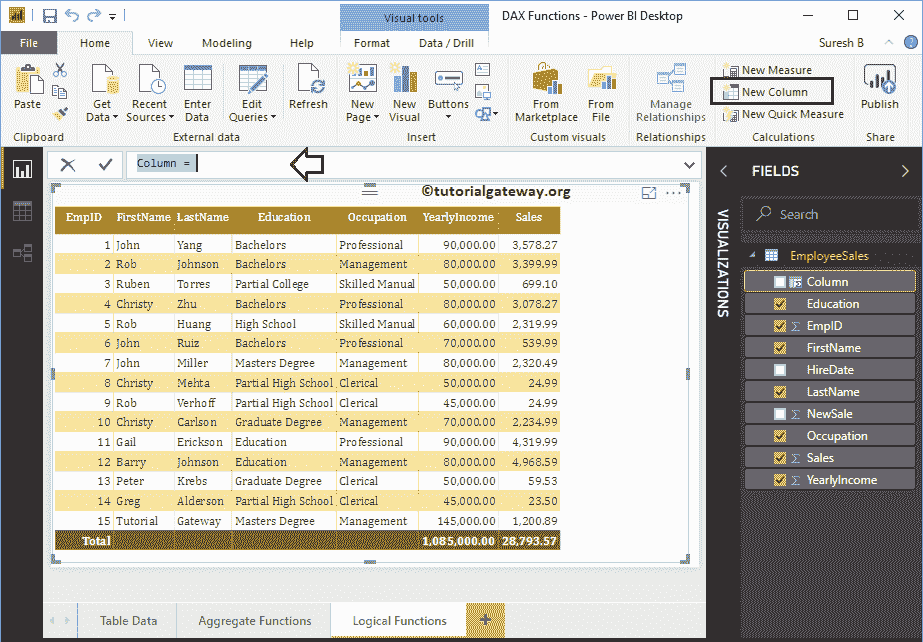 Visual tools
DAX Functions - Power BI Desktop
File Home View Modeling Help Format Data / Drill Suresh B
Paste
Get Data
Recent Sources
Enter Data
Edit Queries
Refresh
New Page
New Visual
Buttons
From Marketplace
From File
Manage Relationships
New Measure
New Column
New Quick Measure
Publish
Clipboard External data Insert Custom visuals Relationships Calculations Share
Column =
©tutorialgateway.org
EmpID FirstName LastName Education Occupation YearlyIncome Sales
1 John Yang Bachelors Professional 90,000.00 3,578.27
2 Rob Johnson Bachelors Management 80,000.00 3,399.99
3 Ruben Torres Partial College Skilled Manual 50,000.00 699.10
4 Christy Zhu Bachelors Professional 80,000.00 3,078.27
5 Rob Huang High School Skilled Manual 60,000.00 2,319.99
6 John Ruiz Bachelors Professional 70,000.00 539.99
7 John Miller Masters Degree Management 80,000.00 2,320.49
8 Christy Mehta Partial High School Clerical 50,000.00 24.99
9 Rob Verhoff Partial High School Clerical 45,000.00 24.99
10 Christy Carlson Graduate Degree Management 70,000.00 2,234.99
11 Gail Erickson Education Professional 90,000.00 4,319.99
12 Barry Johnson Education Management 80,000.00 4,968.59
13 Peter Krebs Graduate Degree Clerical 50,000.00 59.53
14 Greg Alderson Partial High School Clerical 45,000.00 23.50
15 Tutorial Gateway Masters Degree Management 145,000.00 1,200.89
Total 1,085,000.00 28,793.57
VISUALIZATIONS
FIELDS
Search
EmployeeSales
Column
Education
Σ EmpID
FirstName
HireDate
LastName
Σ NewSale
Occupation
Σ Sales
Σ YearlyIncome
Table Data Aggregate Functions Logical Functions +